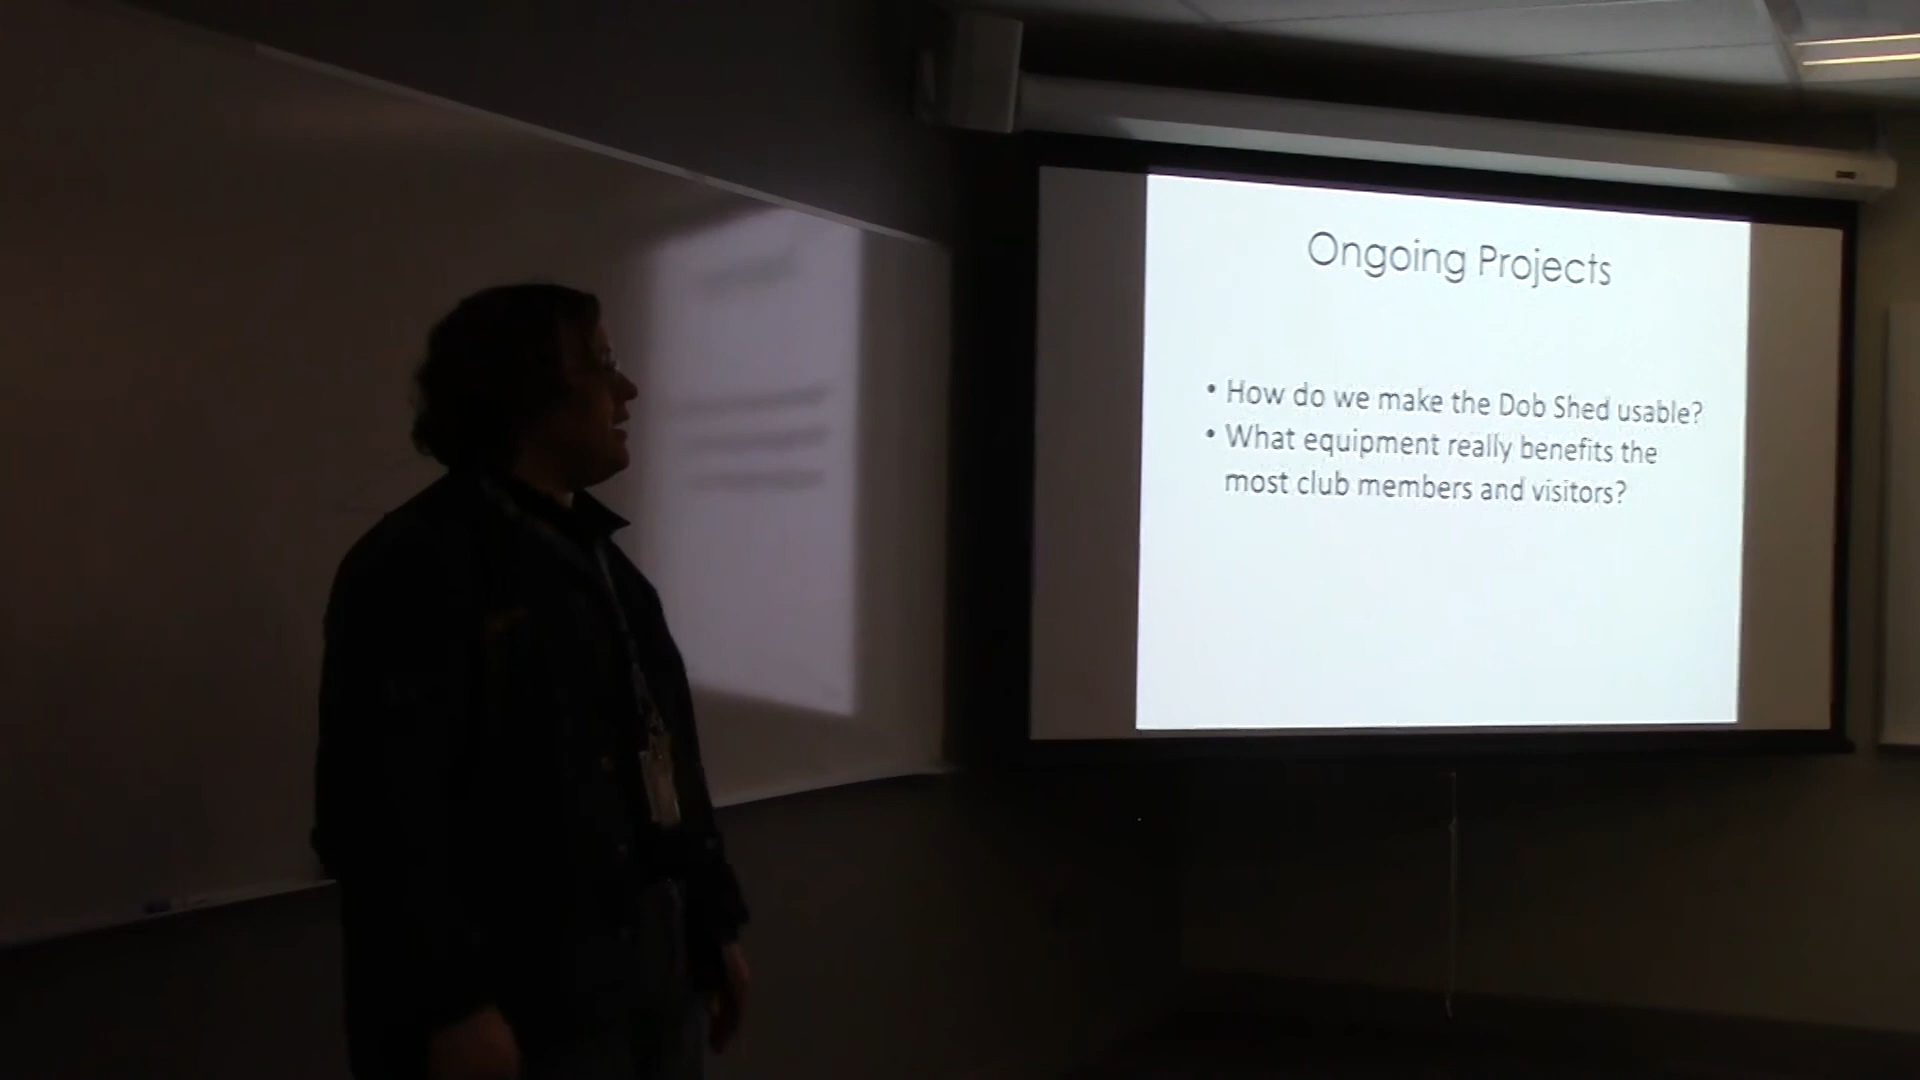 Ongoing Projects
• How do we make the Dob Shed usable?
• What equipment really benefits the
most club members and visitors?